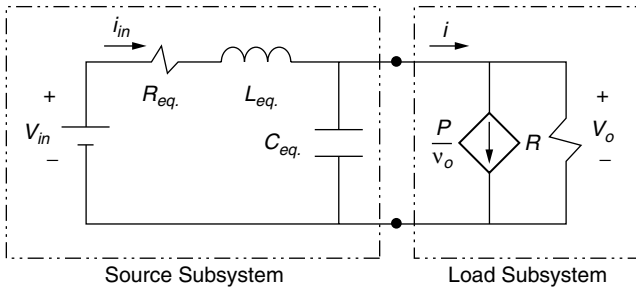 i_in
i
+
R_eq.
L_eq.
+
V_in
C_eq.
P
v_o
R
V_o
−
−
Source Subsystem
Load Subsystem